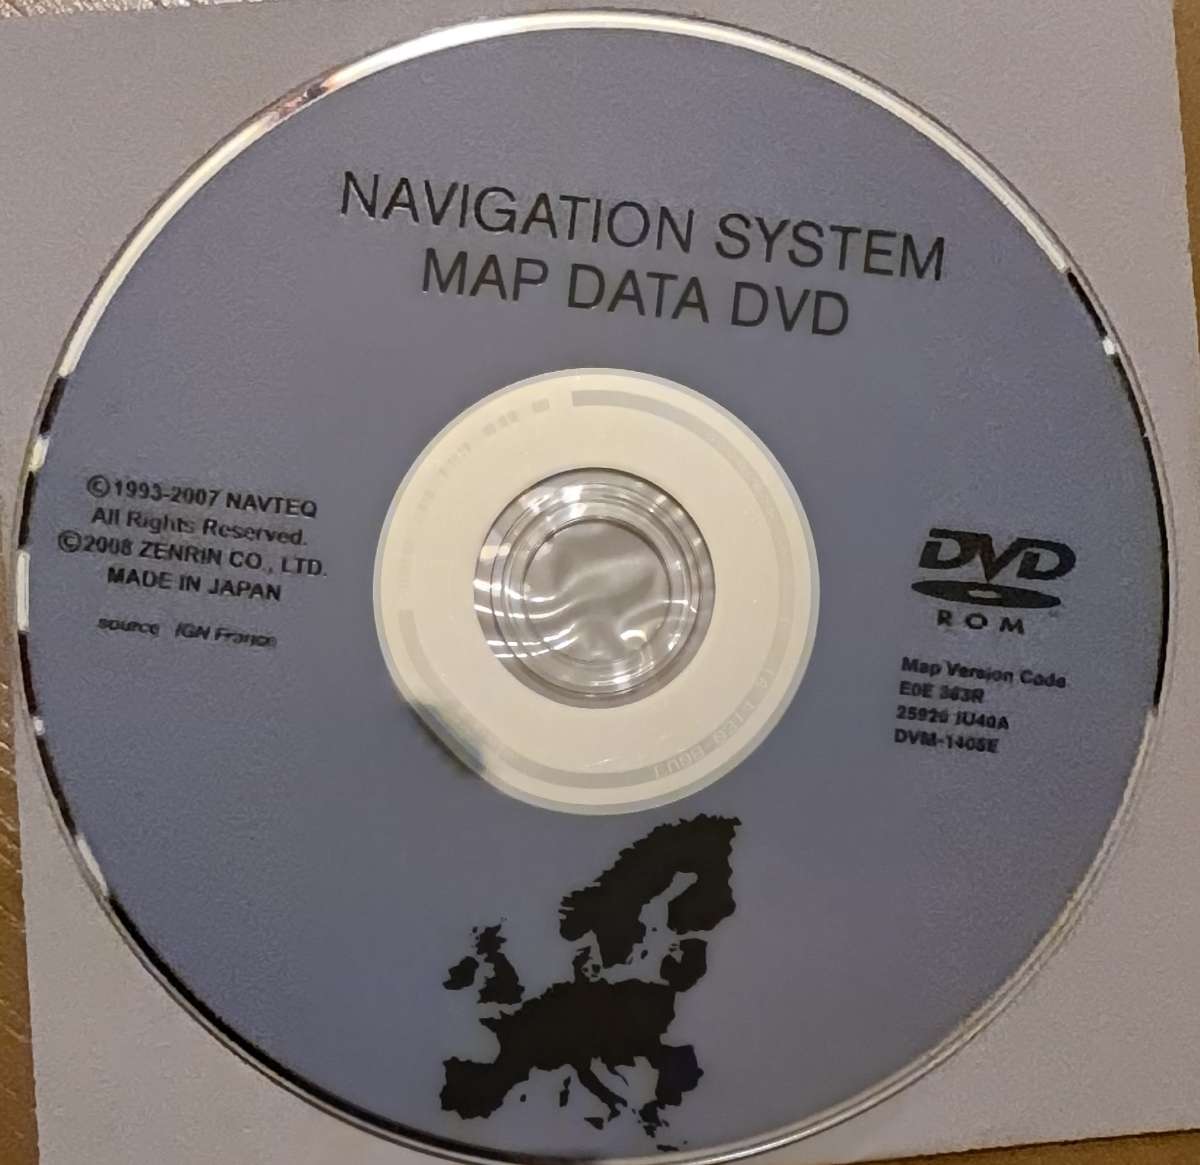 NAVIGATION SYSTEM
MAP DATA DVD
©1993-2007 NAVTEQ
All Rights Reserved.
©2008 ZENRIN CO., LTD.
MADE IN JAPAN
source IGN France
DVD
ROM
Map Version Code
E0E 363R
25920 IU40A
DVM-1405E